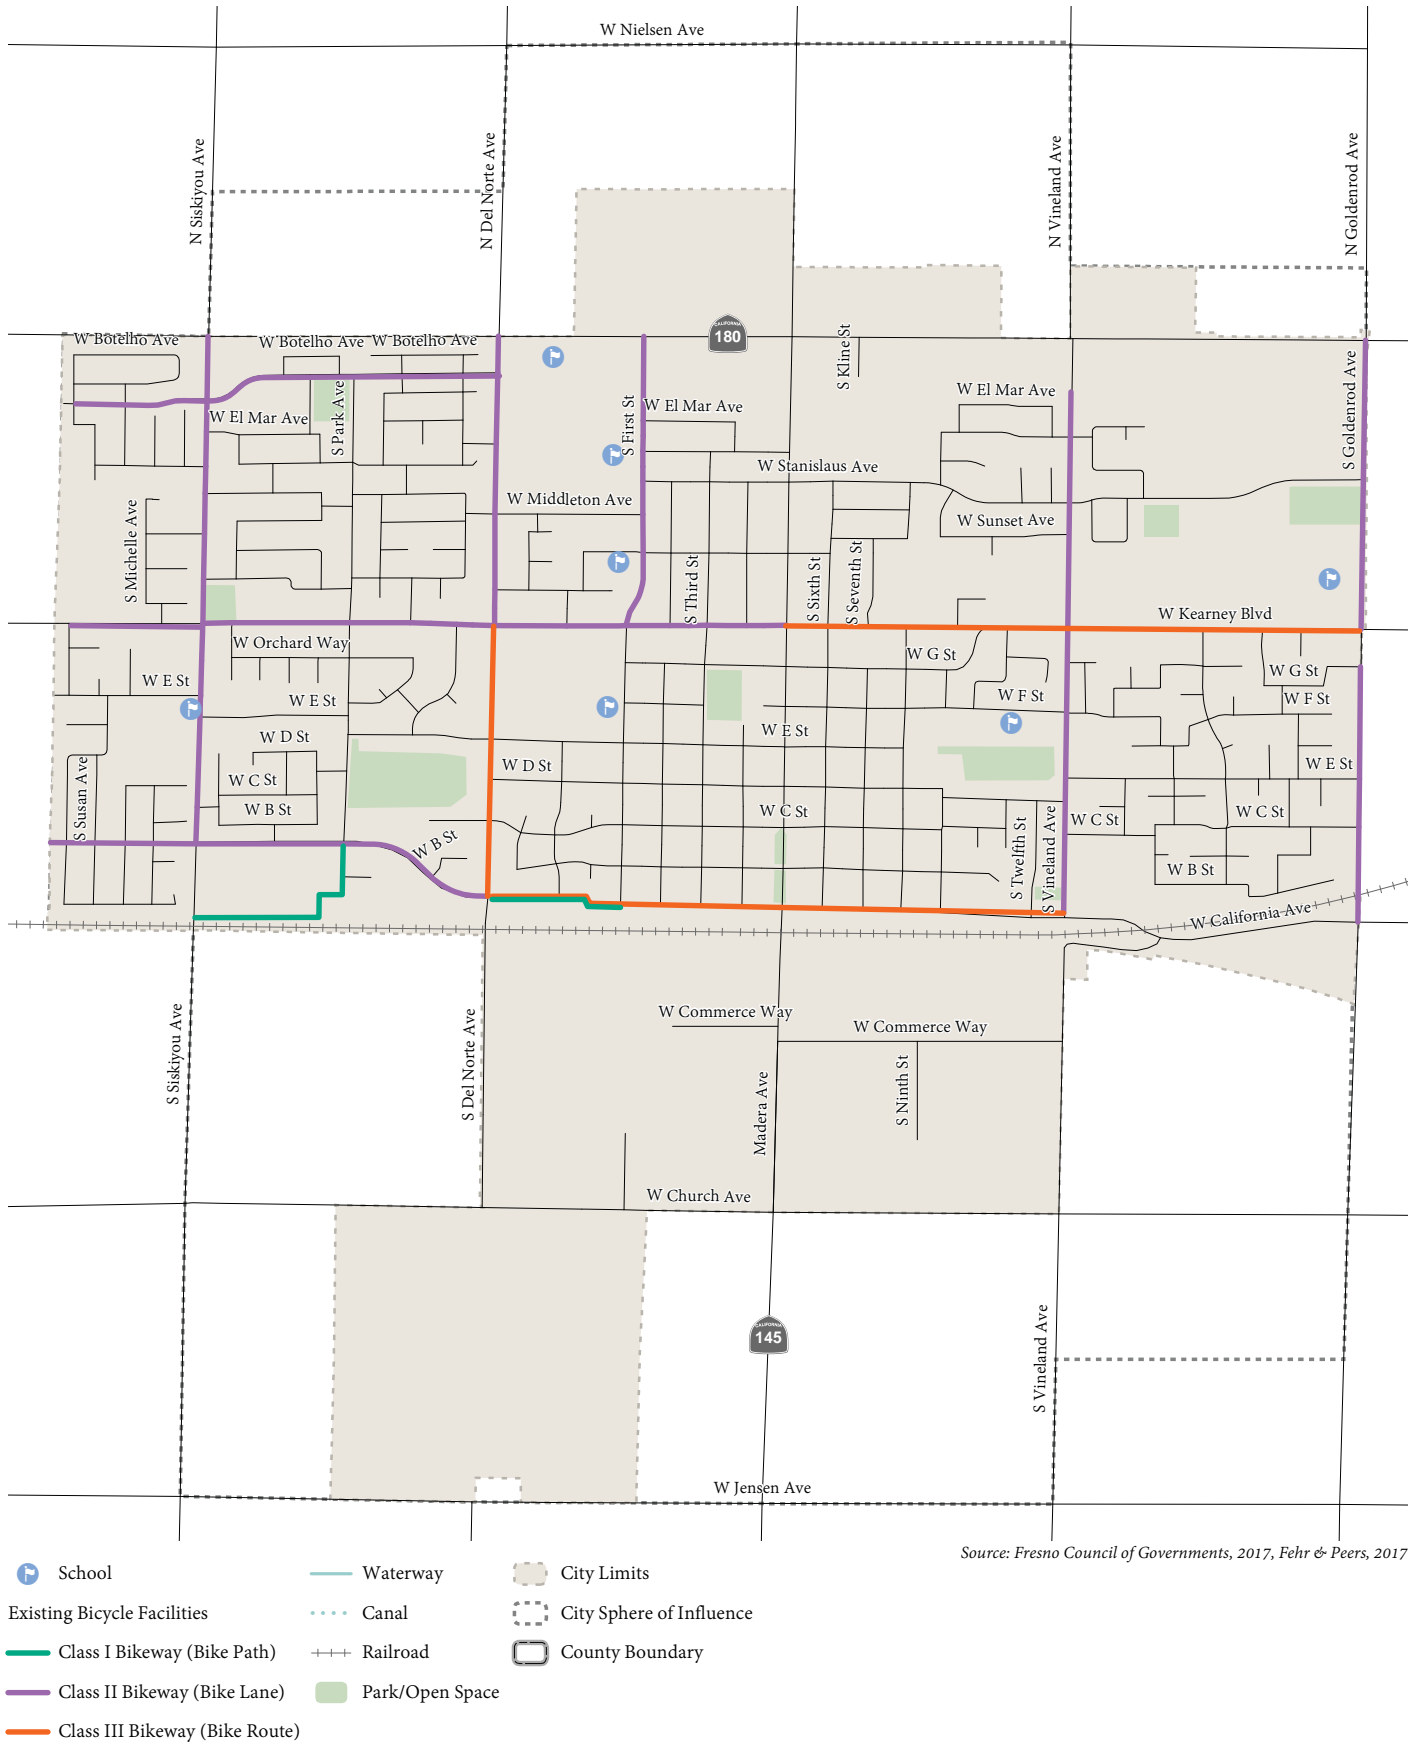 W Nielsen Ave
N Siskiyou Ave
N Del Norte Ave
N Vineland Ave
N Goldenrod Ave
CALIFORNIA
180
W Botelho Ave
W Botelho Ave
W Botelho Ave
S Kline St
S Goldenrod Ave
W El Mar Ave
W El Mar Ave
W El Mar Ave
S Park Ave
S First St
W Stanislaus Ave
W Middleton Ave
W Sunset Ave
S Michelle Ave
S Third St
S Sixth St
S Seventh St
W Kearney Blvd
W Orchard Way
W G St
W G St
W E St
W E St
W F St
W F St
W E St
W D St
W D St
W E St
W C St
W B St
S Susan Ave
W C St
W C St
W C St
W B St
S Twelfth St
S Vineland Ave
W B St
W California Ave
S Siskiyou Ave
S Del Norte Ave
W Commerce Way
W Commerce Way
Madera Ave
S Ninth St
W Church Ave
CALIFORNIA
145
S Vineland Ave
W Jensen Ave
Source: Fresno Council of Governments, 2017, Fehr & Peers, 2017
School
Waterway
City Limits
Existing Bicycle Facilities
Canal
City Sphere of Influence
Class I Bikeway (Bike Path)
Railroad
County Boundary
Class II Bikeway (Bike Lane)
Park/Open Space
Class III Bikeway (Bike Route)